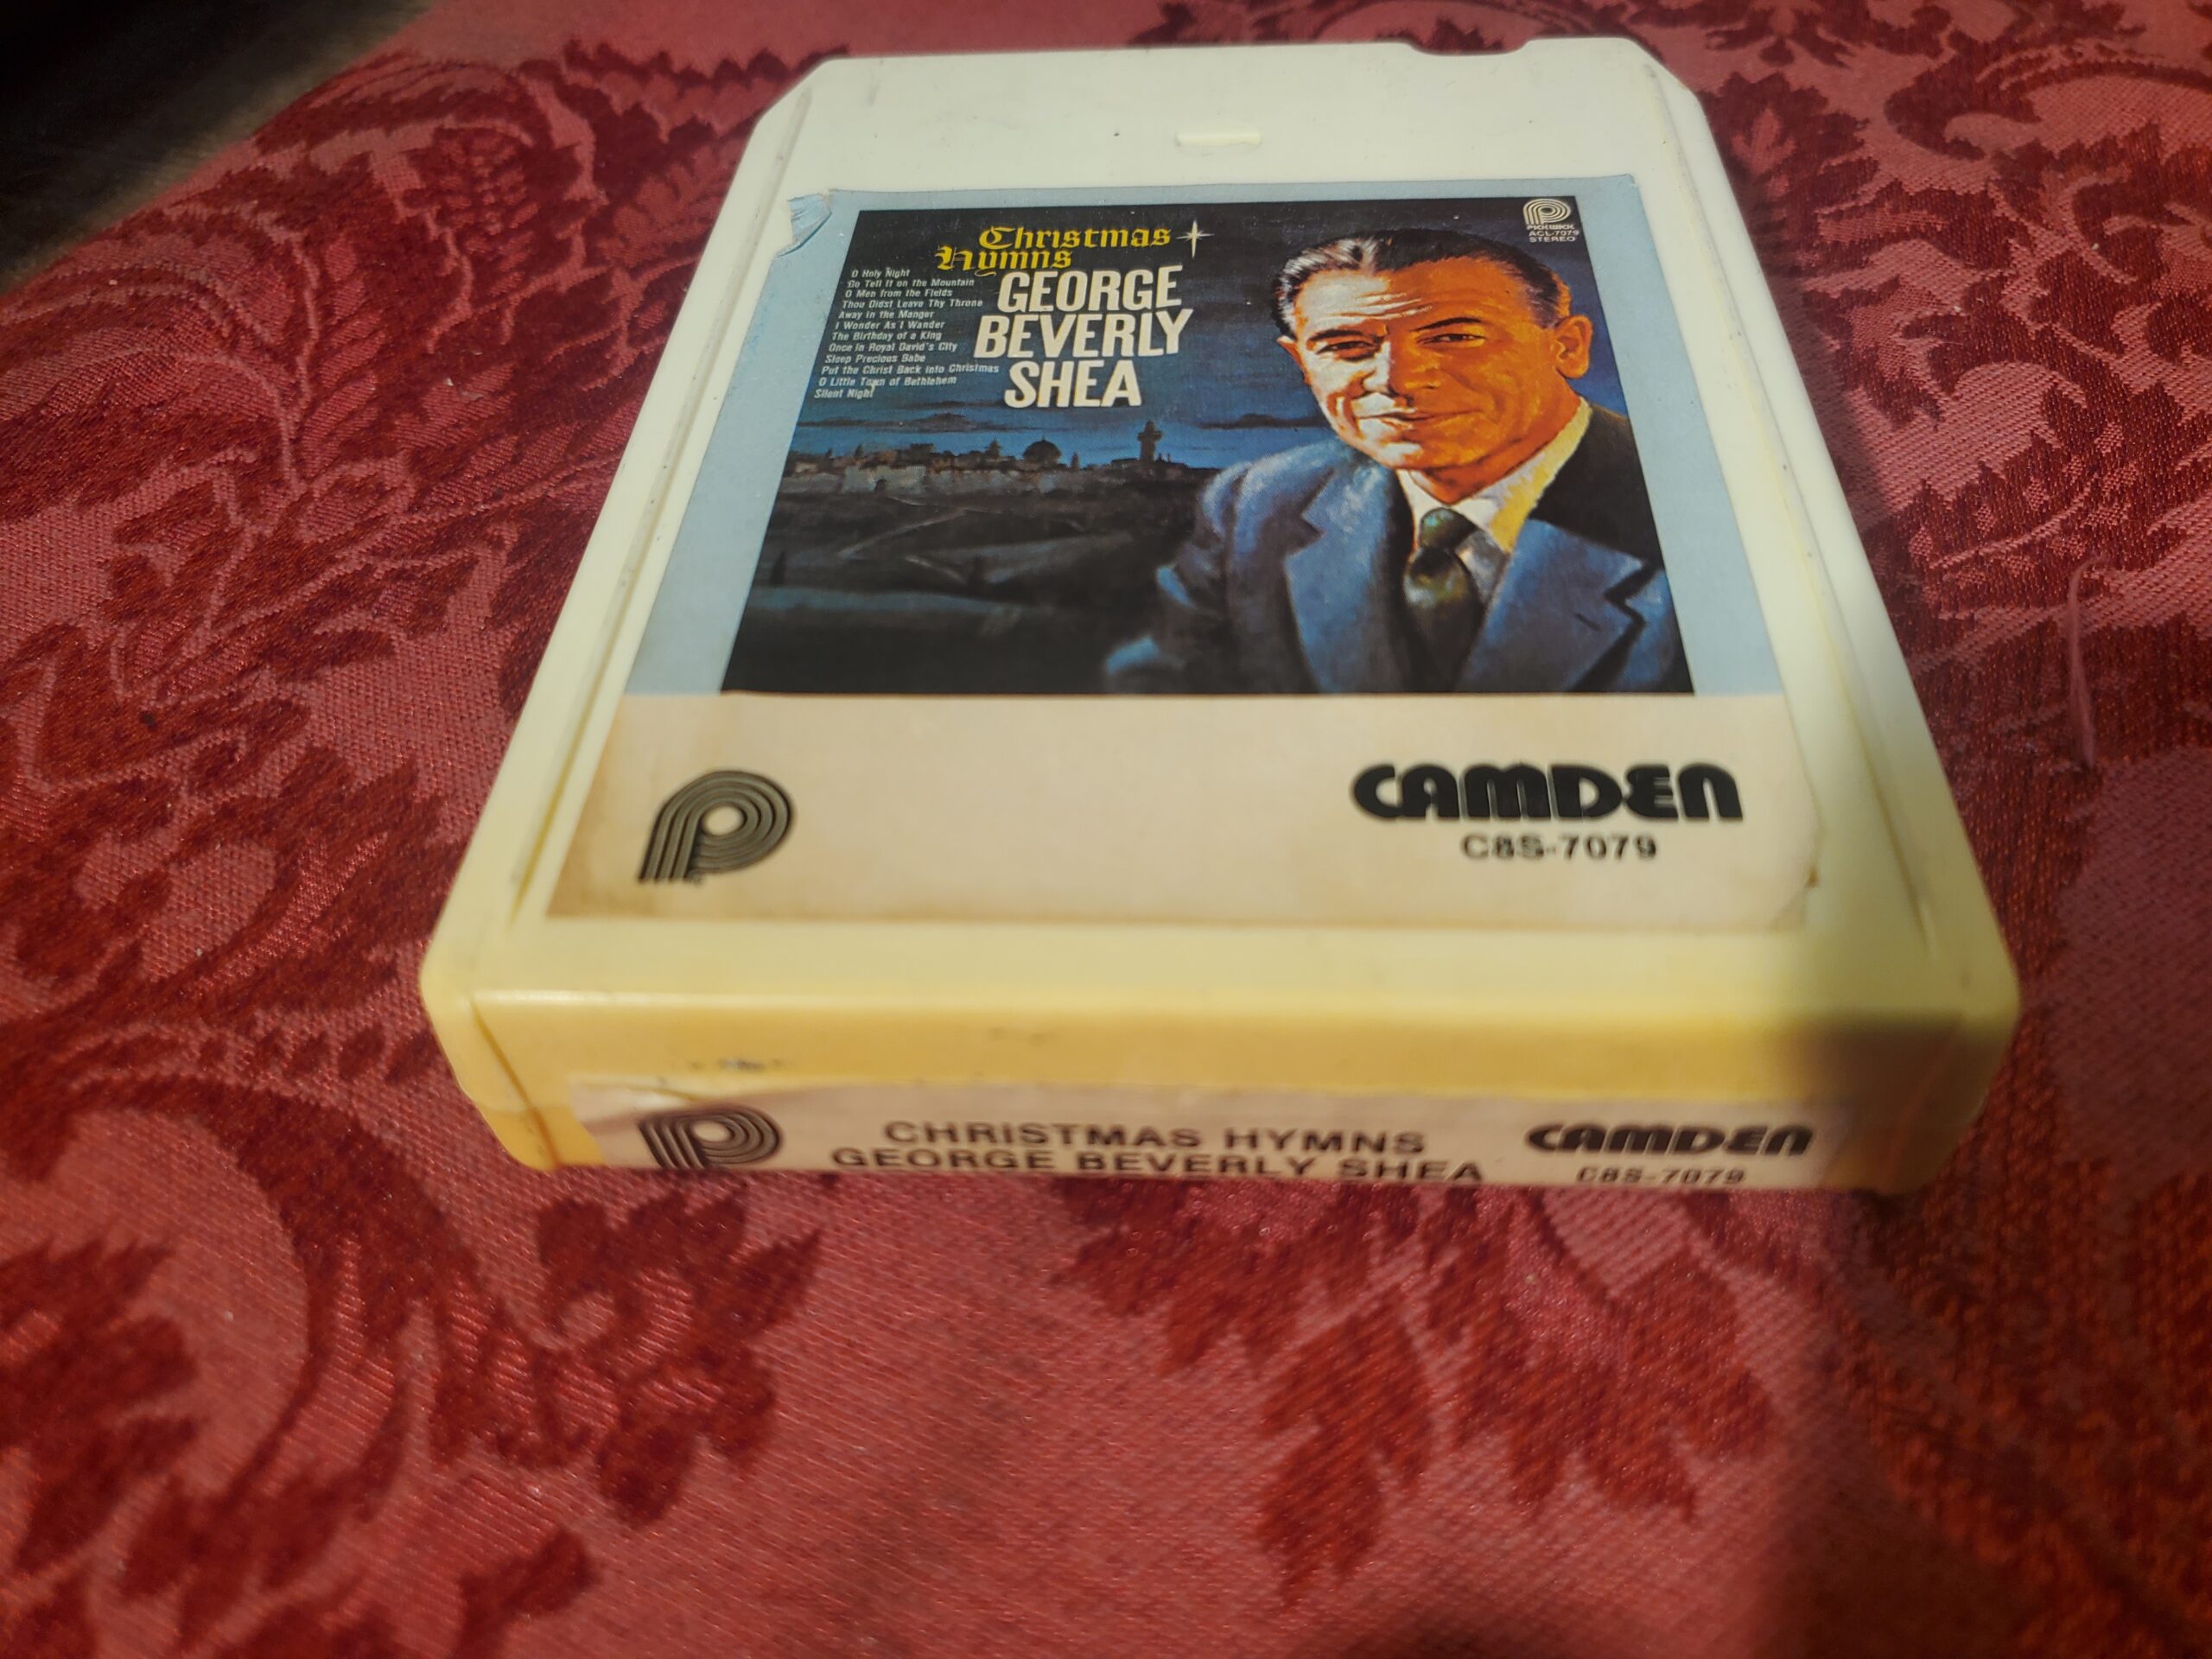 Christmas
Hymns
GEORGE
BEVERLY
SHEA
O Holy Night
Go Tell It on the Mountain
O Men from the Fields
Thou Didst Leave Thy Throne
Away in the Manger
I Wonder As I Wander
The Birthday of a King
Once in Royal David's City
Sleep Precious Babe
Put the Christ Back into Christmas
O Little Town of Bethlehem
Silent Night
P
PICKWICK
ACL-7079
STEREO
P
CAMDEN
C8S-7079
P
CHRISTMAS HYMNS
GEORGE BEVERLY SHEA
CAMDEN
C8S-7079